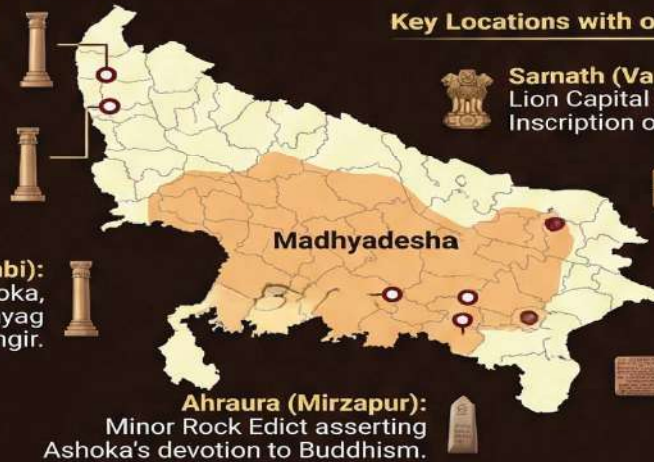 Key Locations with o
Sarnath (Va
Lion Capital
Inscription o
Madhyadesha
bi):
oka,
yag
ngir.
Ahraura (Mirzapur):
Minor Rock Edict asserting
Ashoka's devotion to Buddhism.